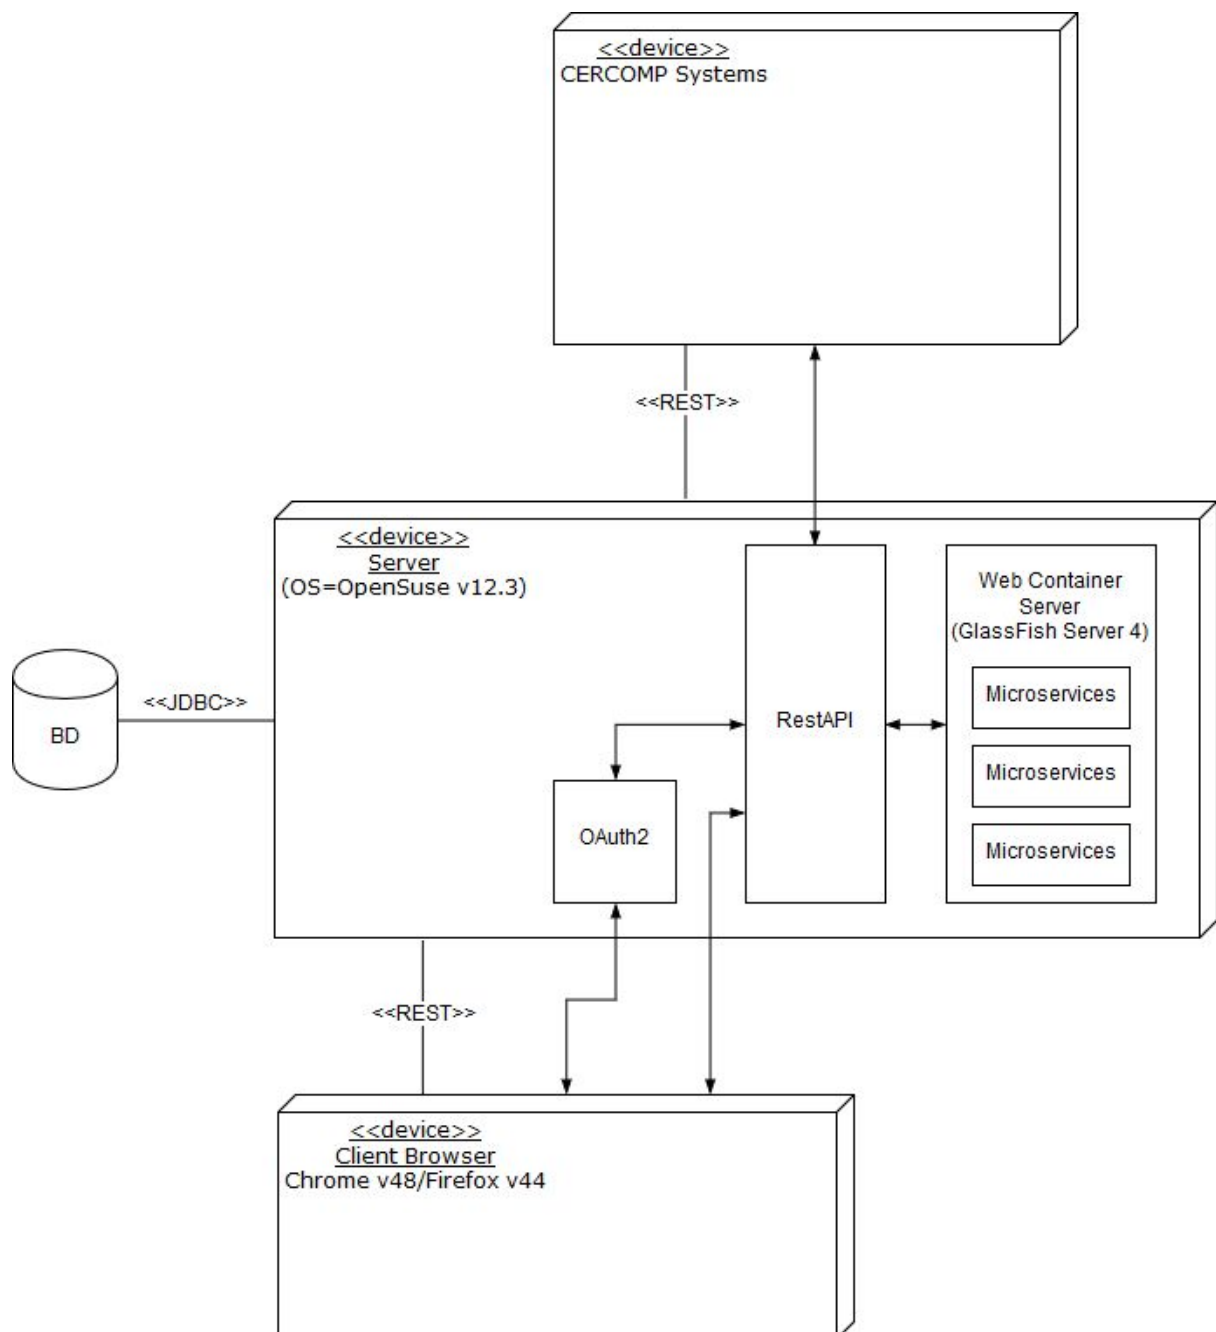 <<device>>
CERCOMP Systems
<<REST>>
<<device>>
Server
(OS=OpenSuse v12.3)
Web Container
Server
(GlassFish Server 4)
Microservices
<<JDBC>>
BD
RestAPI
Microservices
OAuth2
Microservices
<<REST>>
<<device>>
Client Browser
Chrome v48/Firefox v44